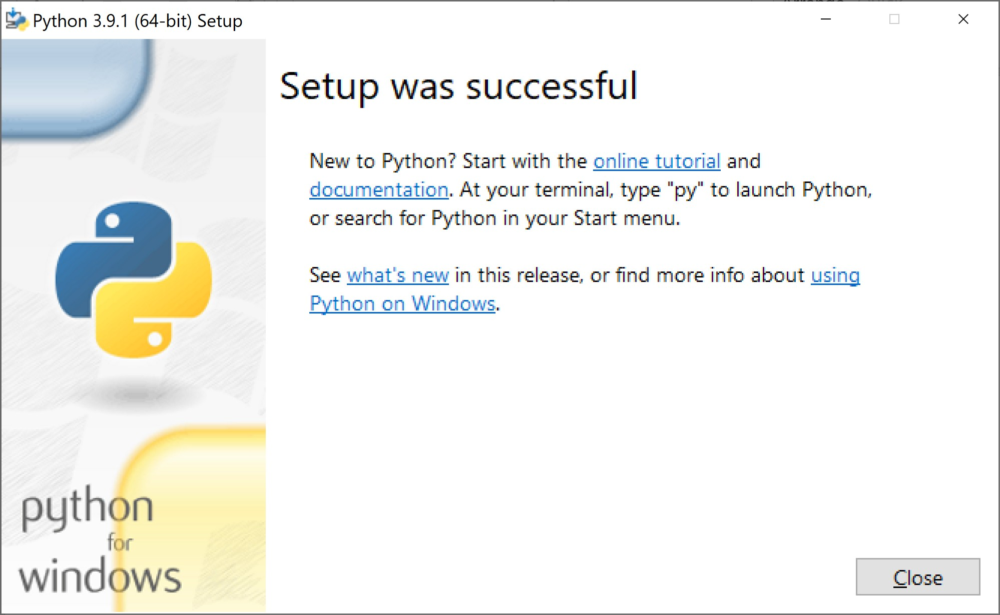 Python 3.9.1 (64-bit) Setup
Setup was successful
New to Python? Start with the online tutorial and
documentation. At your terminal, type "py" to launch Python,
or search for Python in your Start menu.
See what's new in this release, or find more info about using
Python on Windows.
python
for
windows
Close